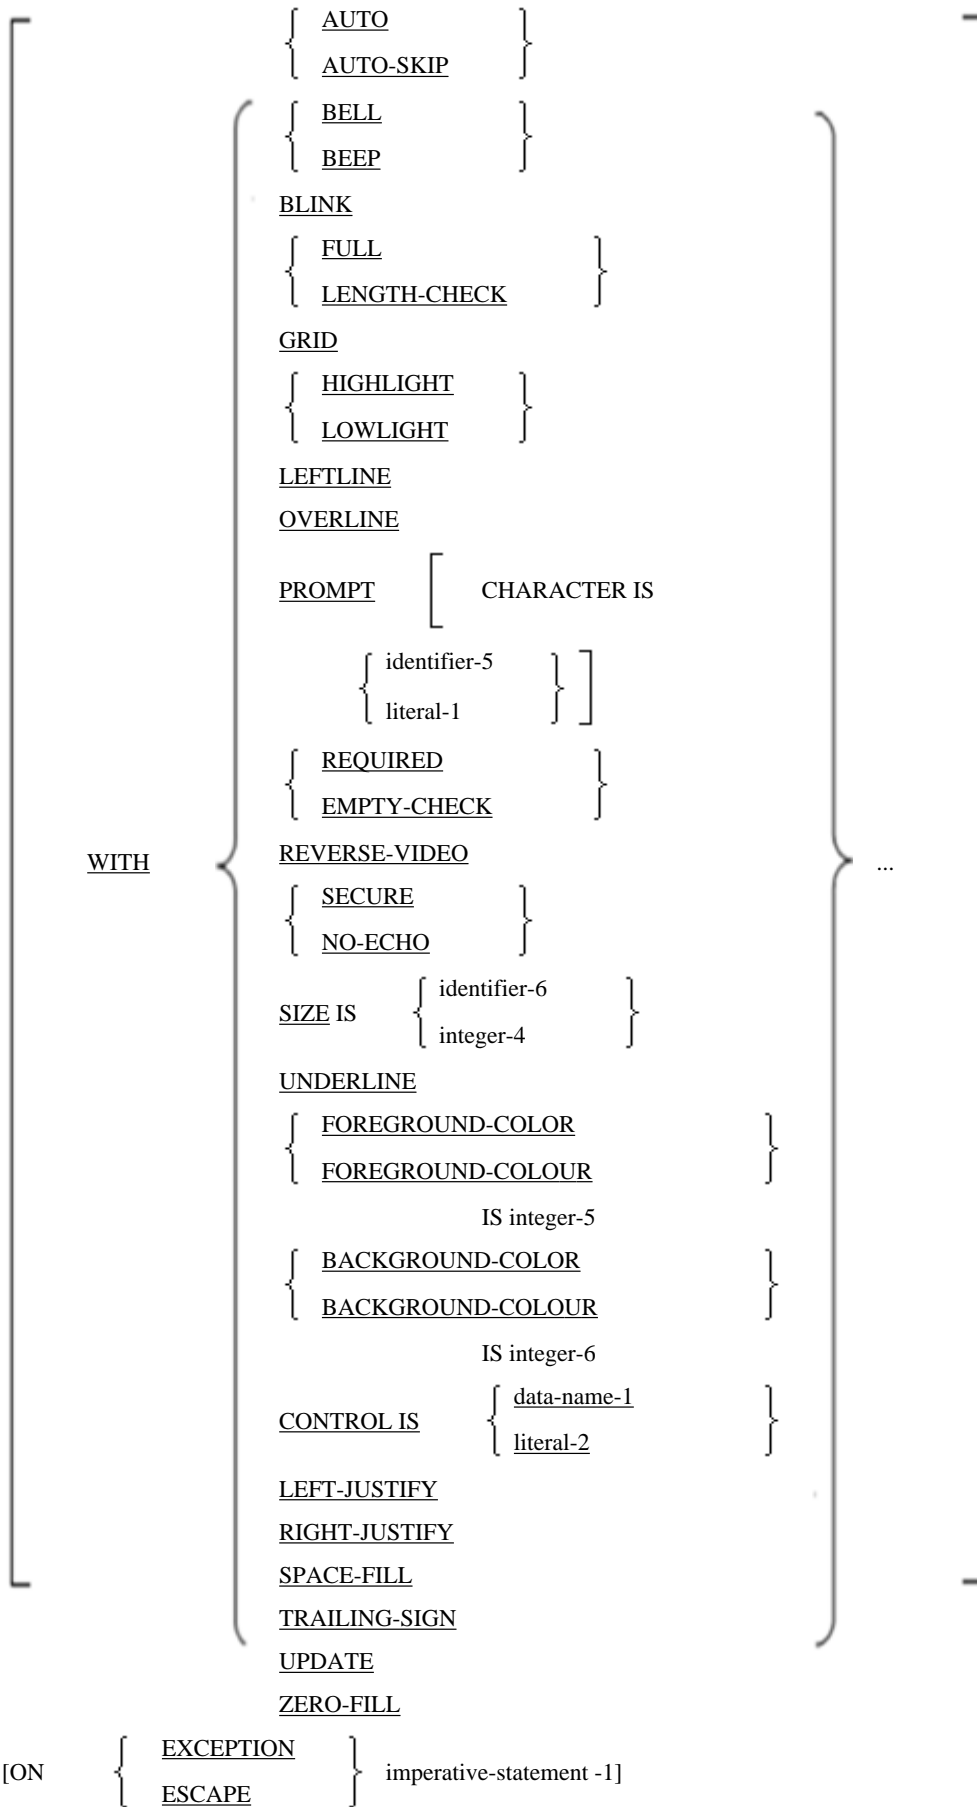 AUTO
AUTO-SKIP
BELL
BEEP
BLINK
FULL
LENGTH-CHECK
GRID
HIGHLIGHT
LOWLIGHT
LEFTLINE
OVERLINE
PROMPT [ CHARACTER IS
identifier-5
literal-1 ]
REQUIRED
EMPTY-CHECK
WITH REVERSE-VIDEO ...
SECURE
NO-ECHO
SIZE IS identifier-6
integer-4
UNDERLINE
FOREGROUND-COLOR
FOREGROUND-COLOUR
IS integer-5
BACKGROUND-COLOR
BACKGROUND-COLOUR
IS integer-6
CONTROL IS data-name-1
literal-2
LEFT-JUSTIFY
RIGHT-JUSTIFY
SPACE-FILL
TRAILING-SIGN
UPDATE
ZERO-FILL
[ON EXCEPTION imperative-statement -1]
ESCAPE